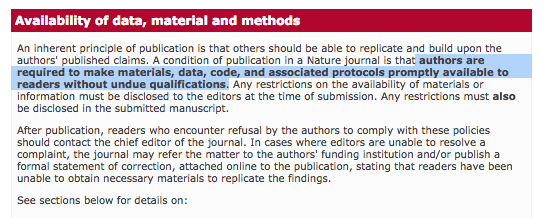 Availability of data, material and methods
An inherent principle of publication is that others should be able to replicate and build upon the
authors' published claims. A condition of publication in a Nature journal is that authors are
required to make materials, data, code, and associated protocols promptly available to
readers without undue qualifications. Any restrictions on the availability of materials or
information must be disclosed to the editors at the time of submission. Any restrictions must also
be disclosed in the submitted manuscript.
After publication, readers who encounter refusal by the authors to comply with these policies
should contact the chief editor of the journal. In cases where editors are unable to resolve a
complaint, the journal may refer the matter to the authors' funding institution and/or publish a
formal statement of correction, attached online to the publication, stating that readers have been
unable to obtain necessary materials to replicate the findings.
See sections below for details on: